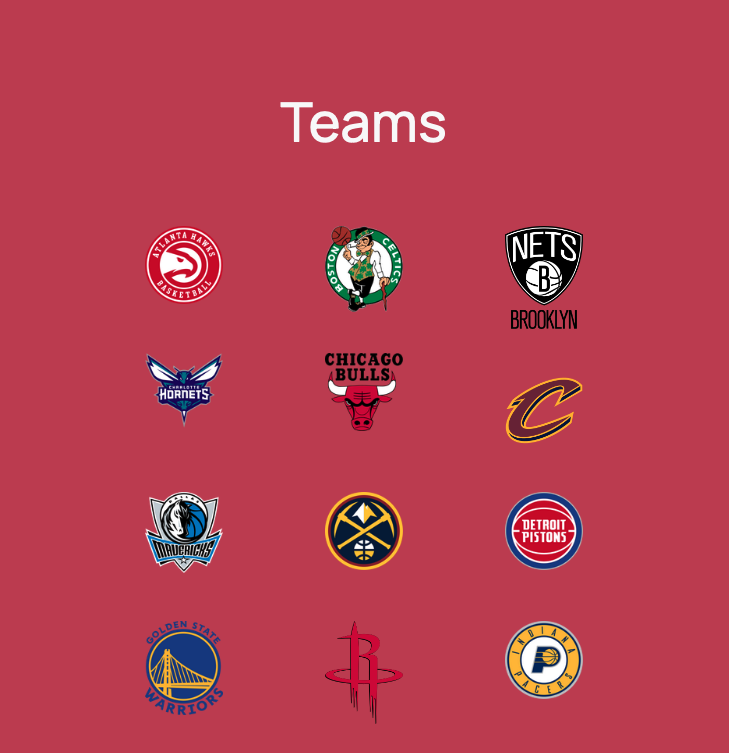 Teams
ATLANTA HAWKS
BASKETBALL
BOSTON CELTICS
NETS
B
BROOKLYN
CHARLOTTE
HORNETS
CHICAGO
BULLS
C
DALLAS
MAVERICKS
DETROIT
PISTONS
GOLDEN STATE
WARRIORS
R
INDIANA
P
PACERS